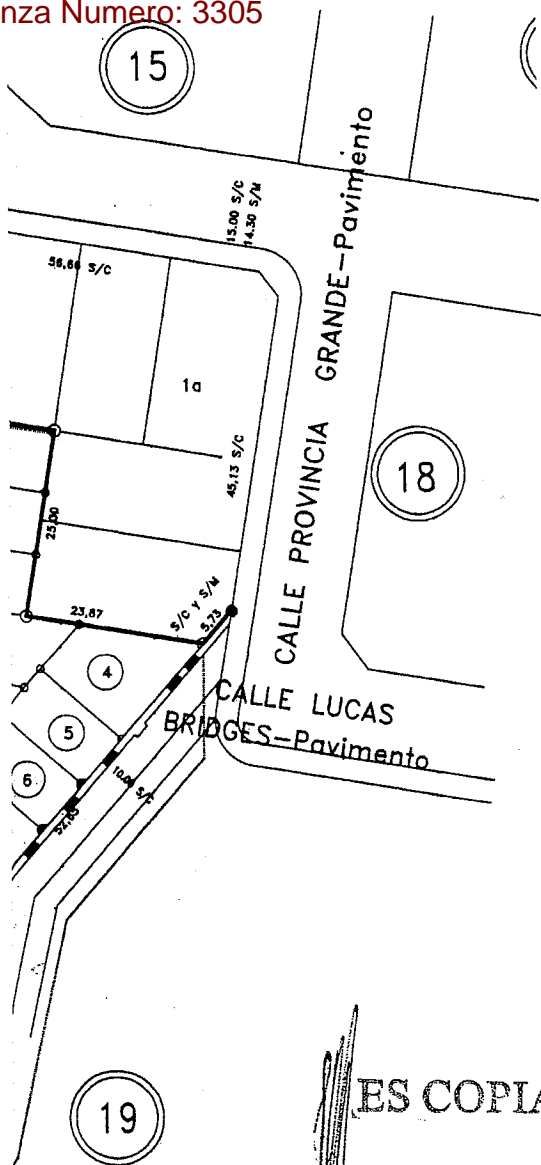 nza Numero: 3305
15
15.00 S/C
14.30 S/M
56,66 S/C
1a
45,13 S/C
CALLE PROVINCIA GRANDE-Pavimento
18
25,00
23,87
S/C Y S/M
5,73
4
CALLE LUCAS
BRIDGES-Pavimento
5
10.00 S/C
6
52,65
ES COPIA
19